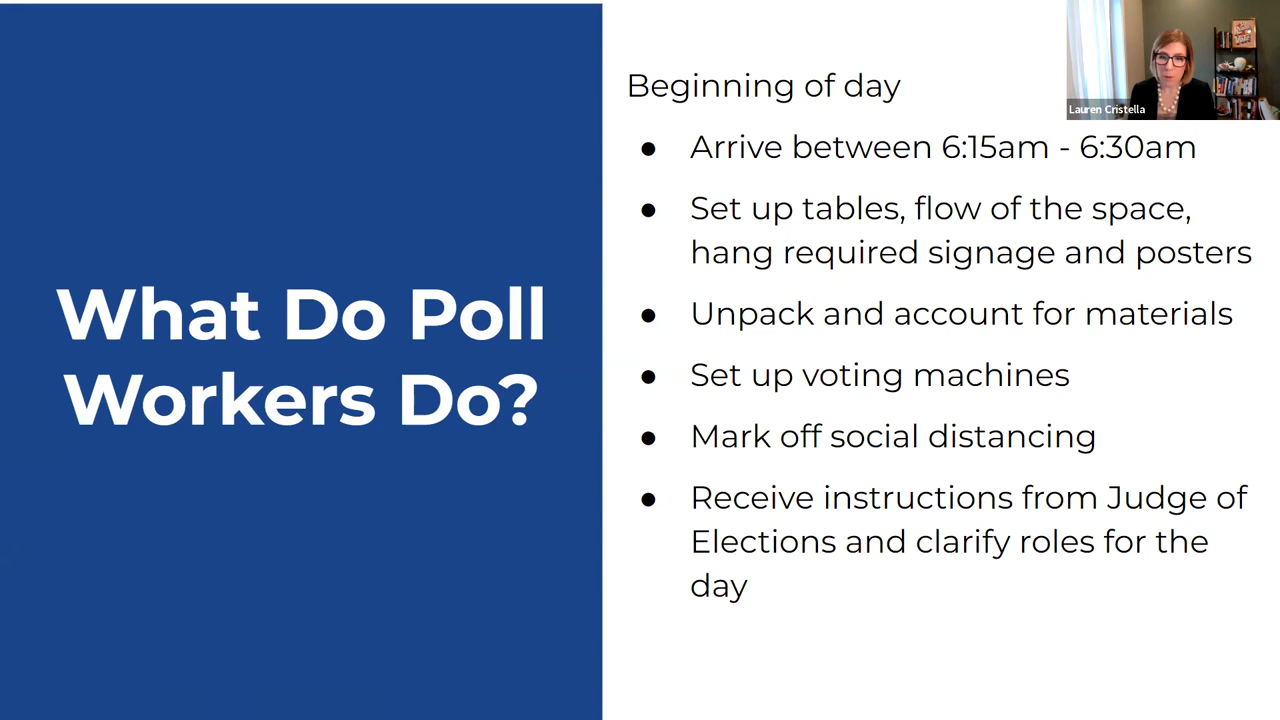 What Do Poll
Workers Do?
Beginning of day
● Arrive between 6:15am - 6:30am
● Set up tables, flow of the space,
hang required signage and posters
● Unpack and account for materials
● Set up voting machines
● Mark off social distancing
● Receive instructions from Judge of
Elections and clarify roles for the
day
Lauren Cristella